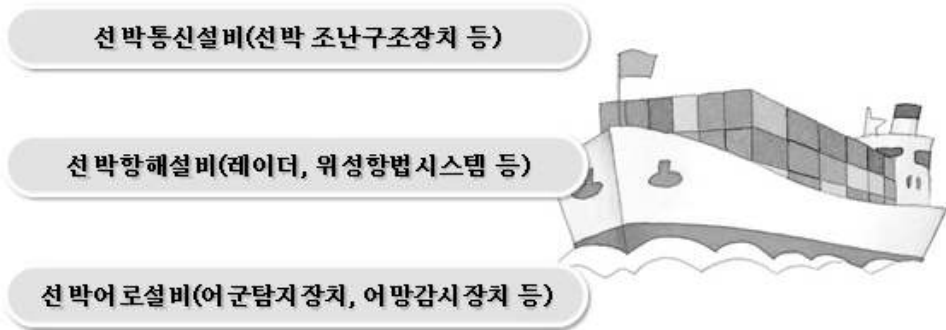 선박통신설비(선박 조난구조장치 등)
선박항해설비(레이더, 위성항법시스템 등)
선박어로설비(어군탐지장치, 어망감시장치 등)